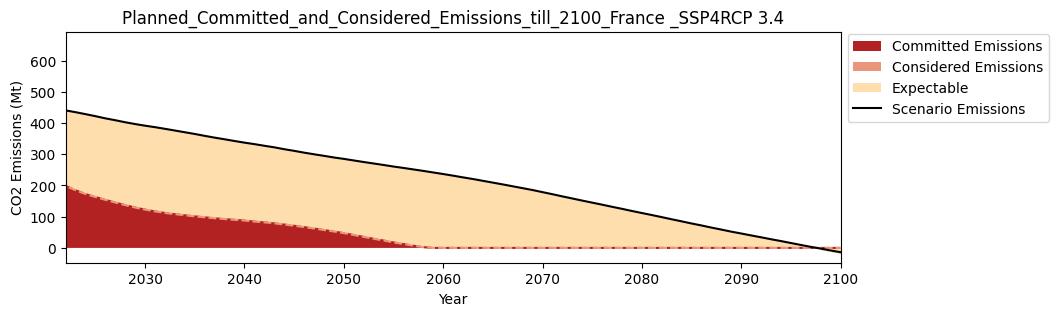 Planned_Committed_and_Considered_Emissions_till_2100_France _SSP4RCP 3.4
Committed Emissions
Considered Emissions
Expectable
Scenario Emissions
CO2 Emissions (Mt)
600
500
400
300
200
100
0
2030 2040 2050 2060 2070 2080 2090 2100
Year